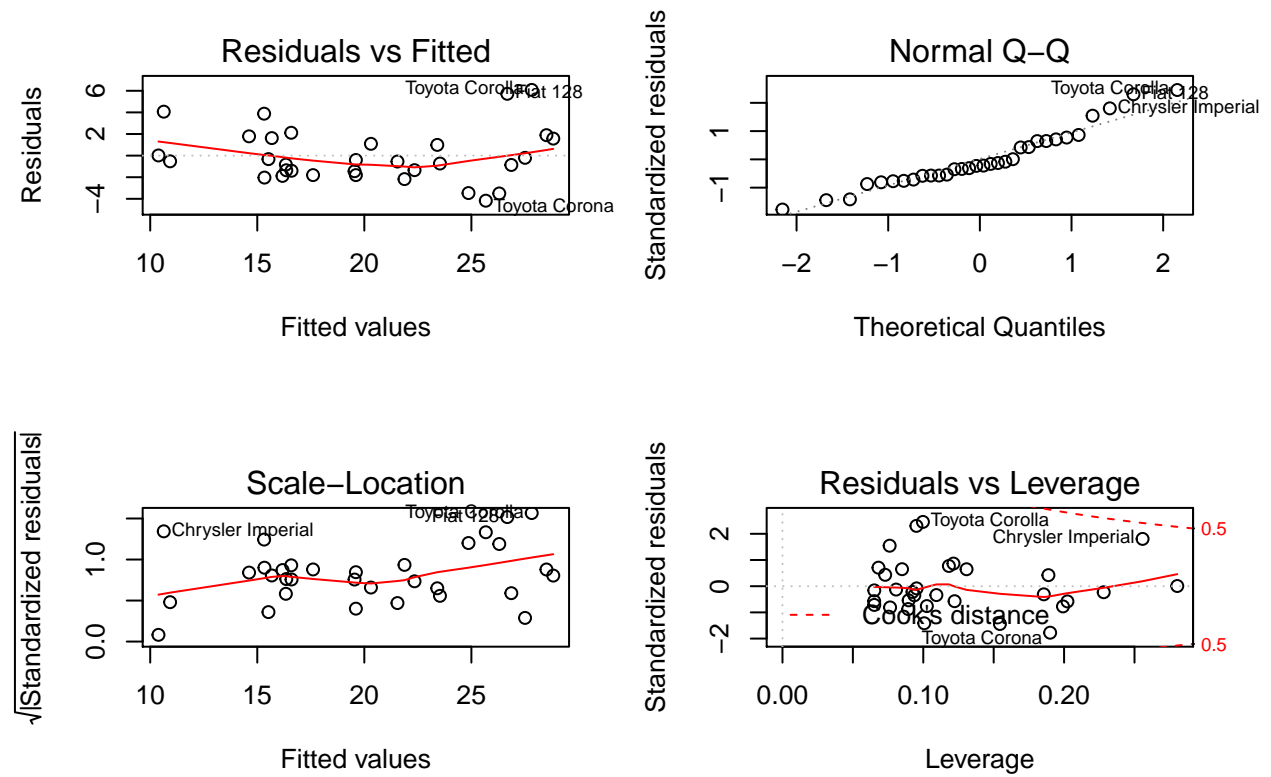 Residuals vs Fitted
Residuals
6
2
−4
Toyota Corolla
Fiat 128
Toyota Corona
10 15 20 25
Fitted values
Normal Q−Q
Standardized residuals
1
−1
Toyota Corolla
Fiat 128
Chrysler Imperial
−2 −1 0 1 2
Theoretical Quantiles
Scale−Location
√|Standardized residuals|
1.0
0.0
Toyota Corolla
Fiat 128
Chrysler Imperial
10 15 20 25
Fitted values
Residuals vs Leverage
Standardized residuals
2
0
−2
Toyota Corolla
Chrysler Imperial
0.5
Cook's distance
Toyota Corona
0.5
0.00 0.10 0.20
Leverage